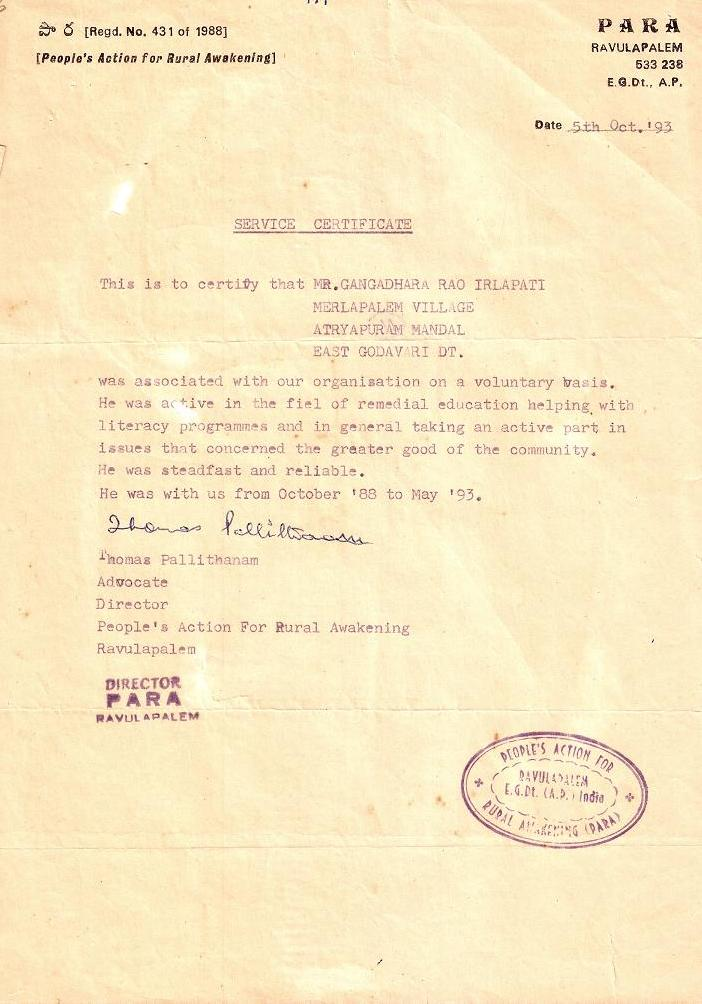 పా ర [Regd. No. 431 of 1988]
[People's Action for Rural Awakening]
PARA
RAVULAPALEM
533 238
E.G.Dt., A.P.
Date 5th Oct.'93
SERVICE CERTIFICATE
This is to certify that MR.GANGADHARA RAO IRLAPATI
MERLAPALEM VILLAGE
ATRYAPURAM MANDAL
EAST GODAVARI DT.
was associated with our organisation on a voluntary basis.
He was active in the fiel of remedial education helping with
literacy programmes and in general taking an active part in
issues that concerned the greater good of the community.
He was steadfast and reliable.
He was with us from October '88 to May '93.
Thomas Pallithanam
Thomas Pallithanam
Advocate
Director
People's Action For Rural Awakening
Ravulapalem
DIRECTOR
PARA
RAVULAPALEM
PEOPLE'S ACTION FOR
RAVULAPALEM
E.G.Dt. (A.P.) India
RURAL AWAKENING (PARA)